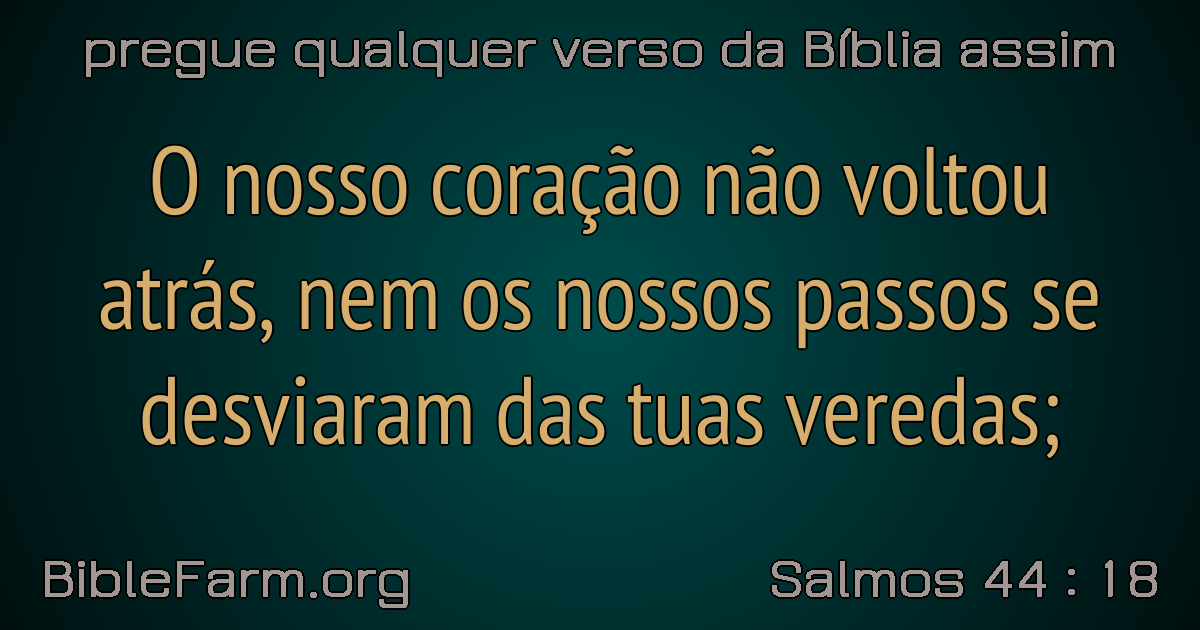 pregue qualquer verso da Bíblia assim
O nosso coração não voltou
atrás, nem os nossos passos se
desviaram das tuas veredas;
BibleFarm.org
Salmos 44 : 18